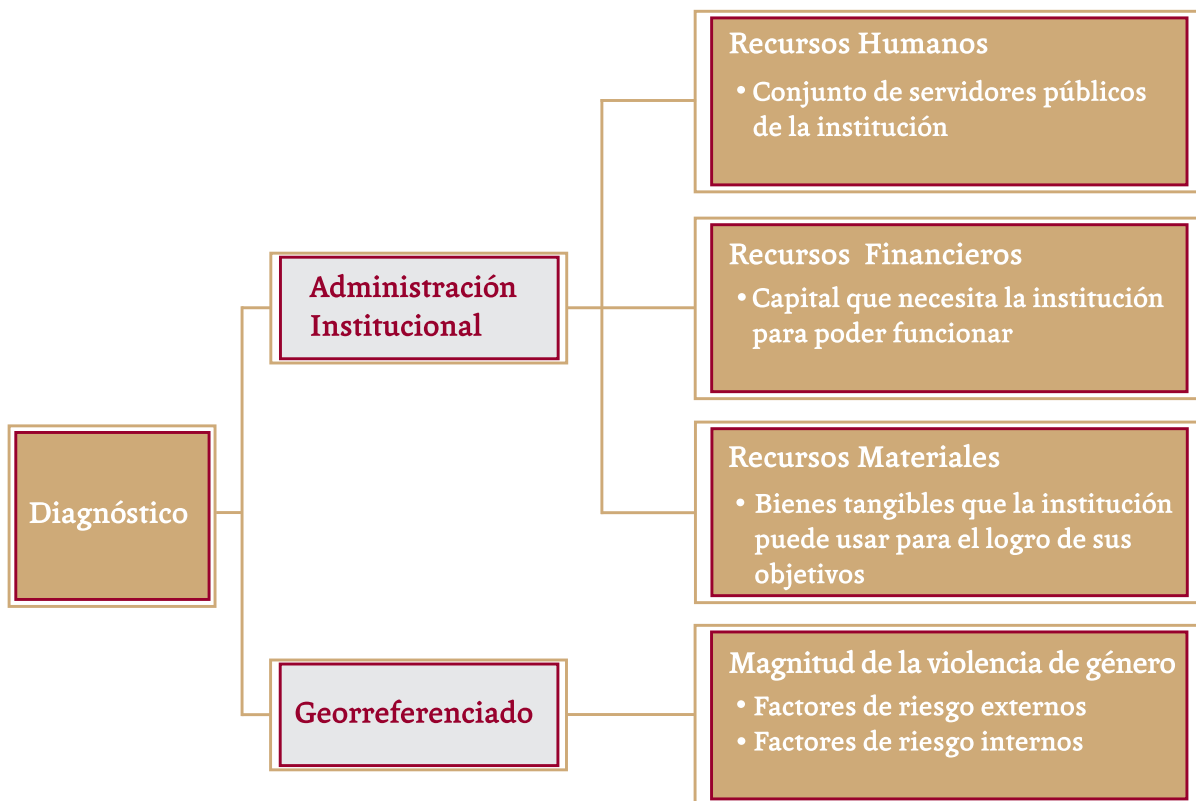 Diagnóstico
Administración
Institucional
Recursos Humanos
• Conjunto de servidores públicos
de la institución
Recursos Financieros
• Capital que necesita la institución
para poder funcionar
Recursos Materiales
• Bienes tangibles que la institución
puede usar para el logro de sus
objetivos
Georreferenciado
Magnitud de la violencia de género
• Factores de riesgo externos
• Factores de riesgo internos